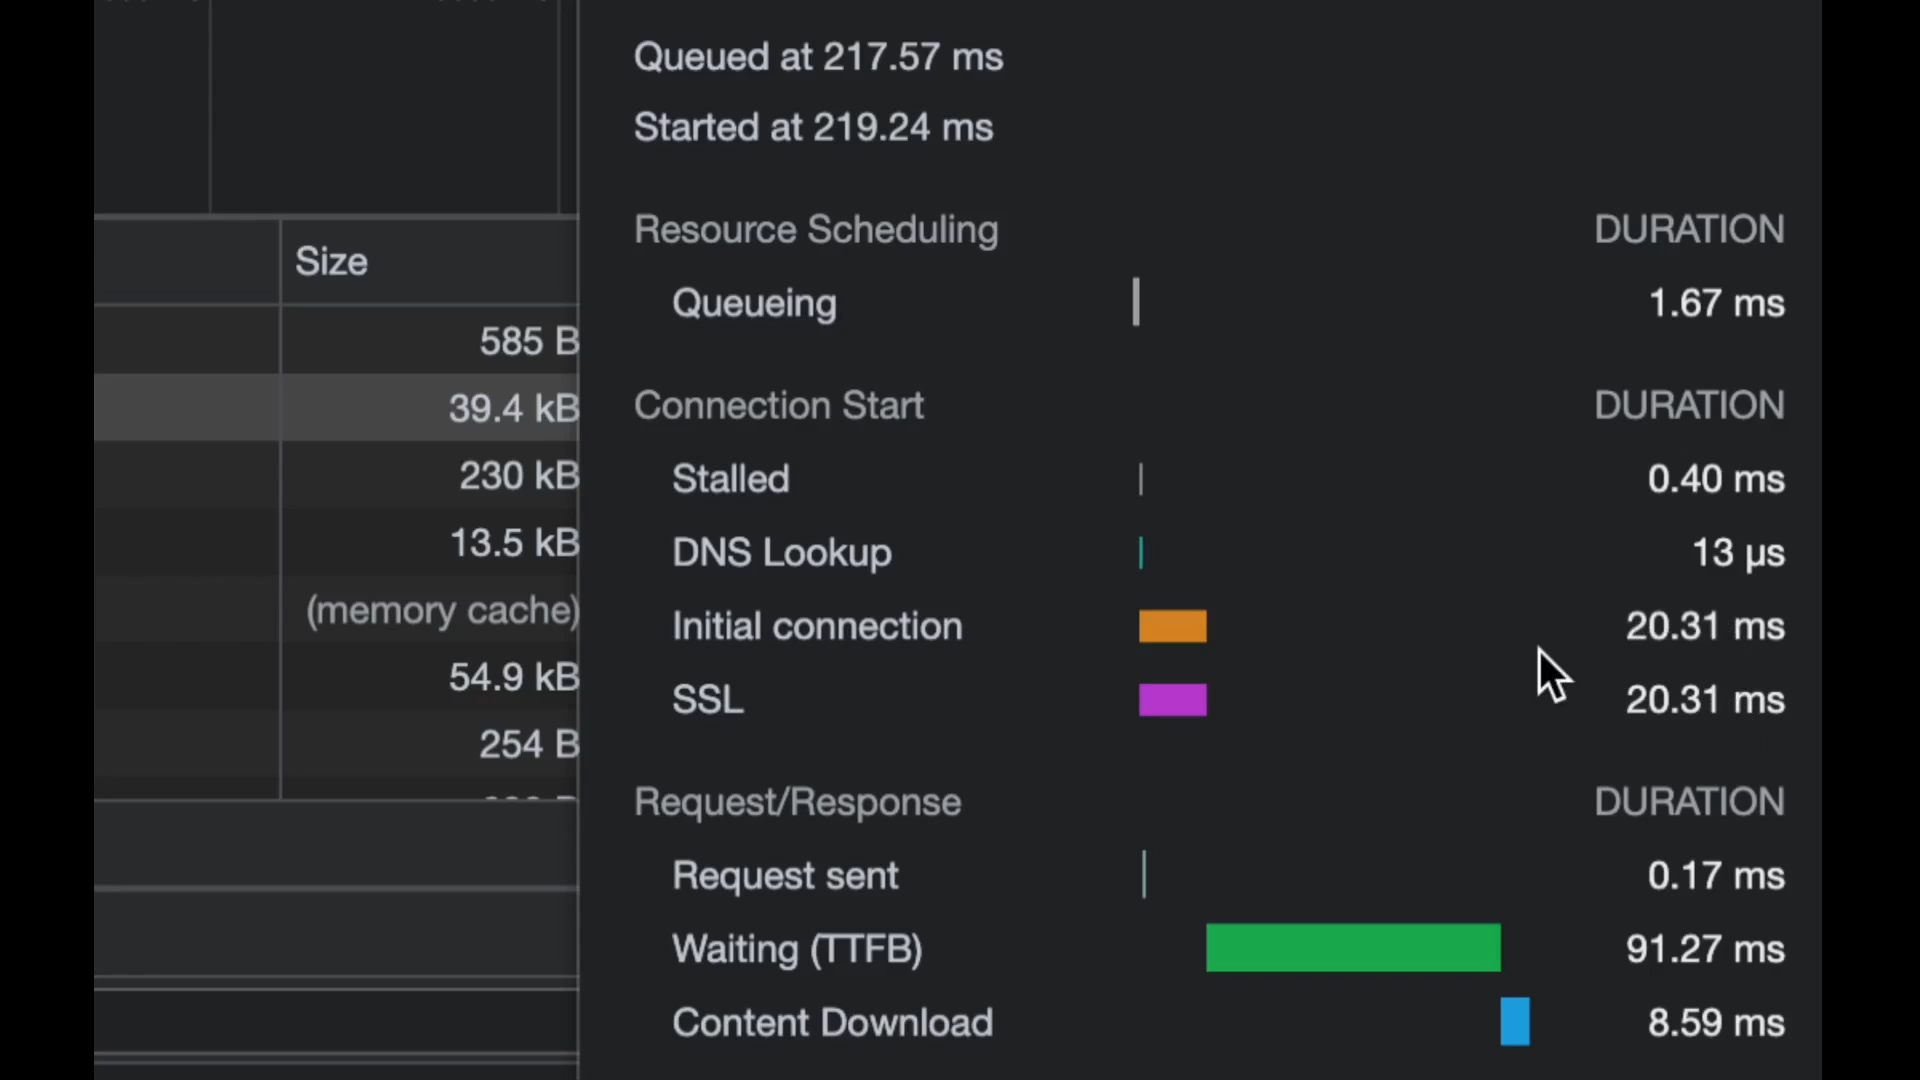 Queued at 217.57 ms
Started at 219.24 ms
Resource Scheduling DURATION
Queueing 1.67 ms
Connection Start DURATION
Stalled 0.40 ms
DNS Lookup 13 µs
Initial connection 20.31 ms
SSL 20.31 ms
Request/Response DURATION
Request sent 0.17 ms
Waiting (TTFB) 91.27 ms
Content Download 8.59 ms
Size
585 B
39.4 kB
230 kB
13.5 kB
(memory cache)
54.9 kB
254 B